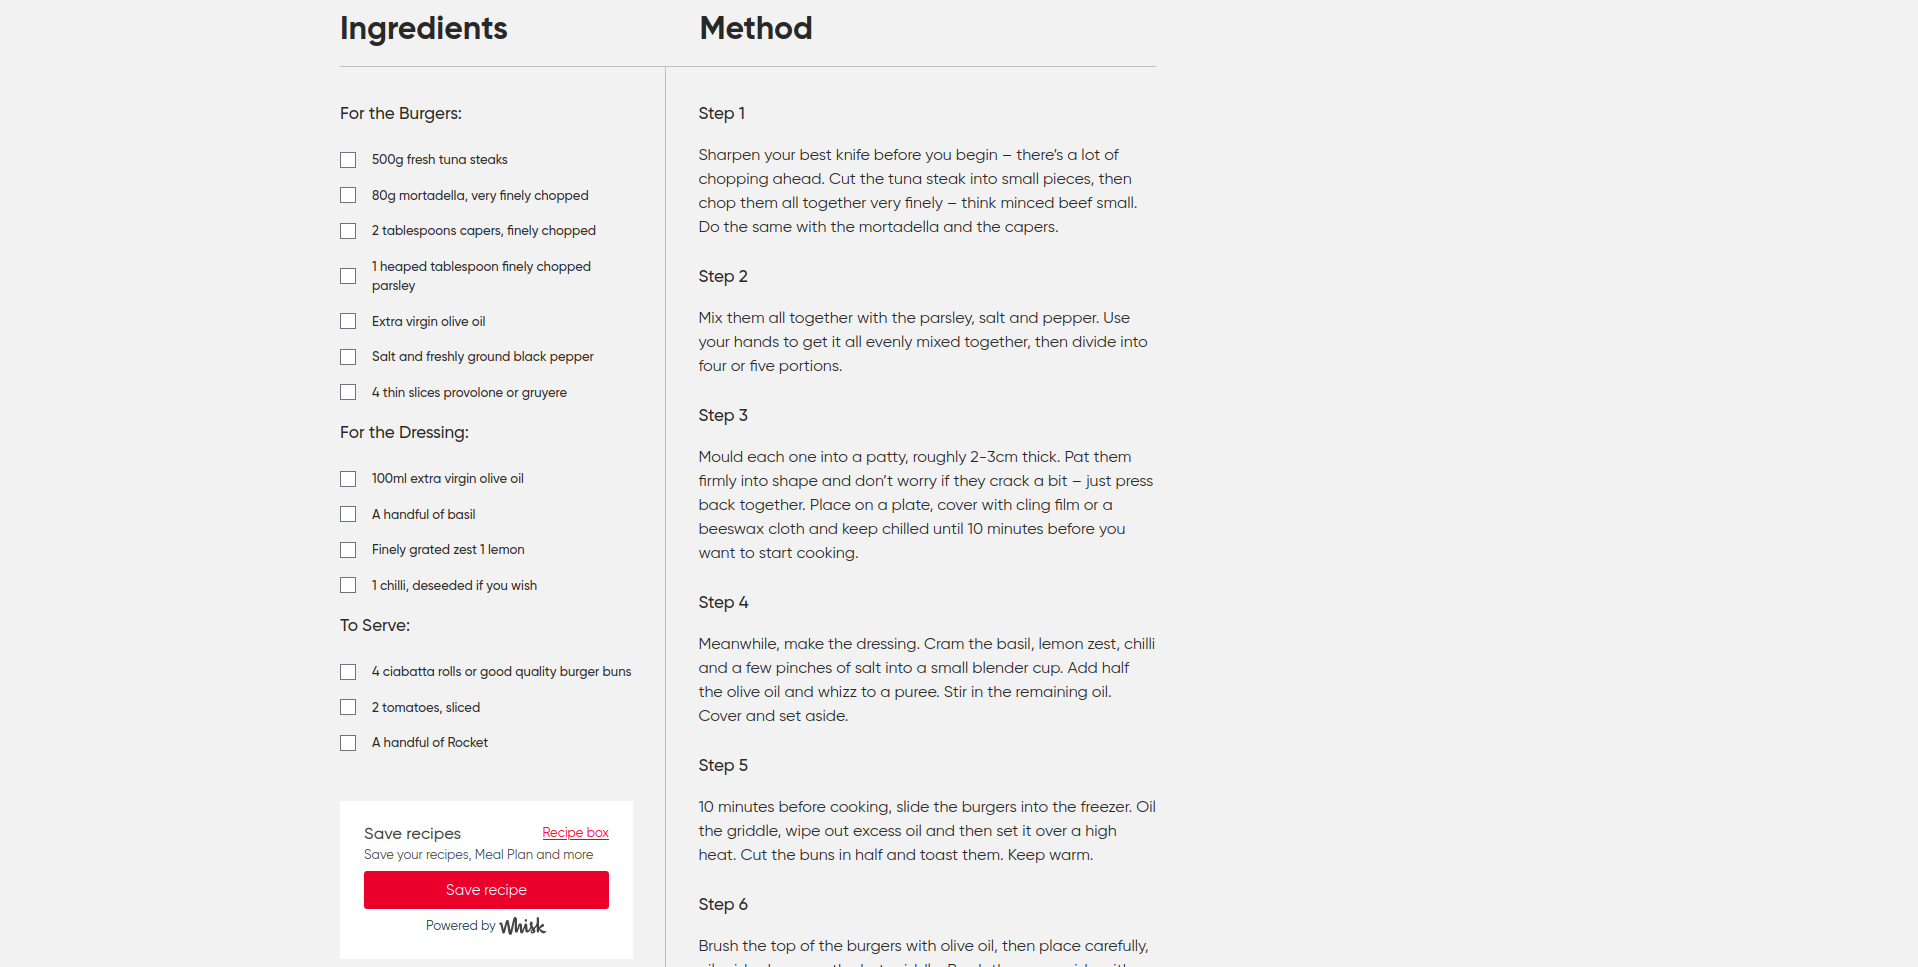 Ingredients
For the Burgers:
500g fresh tuna steaks
80g mortadella, very finely chopped
2 tablespoons capers, finely chopped
1 heaped tablespoon finely chopped
parsley
Extra virgin olive oil
Salt and freshly ground black pepper
4 thin slices provolone or gruyere
For the Dressing:
100ml extra virgin olive oil
A handful of basil
Finely grated zest 1 lemon
1 chilli, deseeded if you wish
To Serve:
4 ciabatta rolls or good quality burger buns
2 tomatoes, sliced
A handful of Rocket
Save recipes
Recipe box
Save your recipes, Meal Plan and more
Save recipe
Powered by Whisk
Method
Step 1
Sharpen your best knife before you begin – there’s a lot of
chopping ahead. Cut the tuna steak into small pieces, then
chop them all together very finely – think minced beef small.
Do the same with the mortadella and the capers.
Step 2
Mix them all together with the parsley, salt and pepper. Use
your hands to get it all evenly mixed together, then divide into
four or five portions.
Step 3
Mould each one into a patty, roughly 2-3cm thick. Pat them
firmly into shape and don’t worry if they crack a bit – just press
back together. Place on a plate, cover with cling film or a
beeswax cloth and keep chilled until 10 minutes before you
want to start cooking.
Step 4
Meanwhile, make the dressing. Cram the basil, lemon zest, chilli
and a few pinches of salt into a small blender cup. Add half
the olive oil and whizz to a puree. Stir in the remaining oil.
Cover and set aside.
Step 5
10 minutes before cooking, slide the burgers into the freezer. Oil
the griddle, wipe out excess oil and then set it over a high
heat. Cut the buns in half and toast them. Keep warm.
Step 6
Brush the top of the burgers with olive oil, then place carefully,